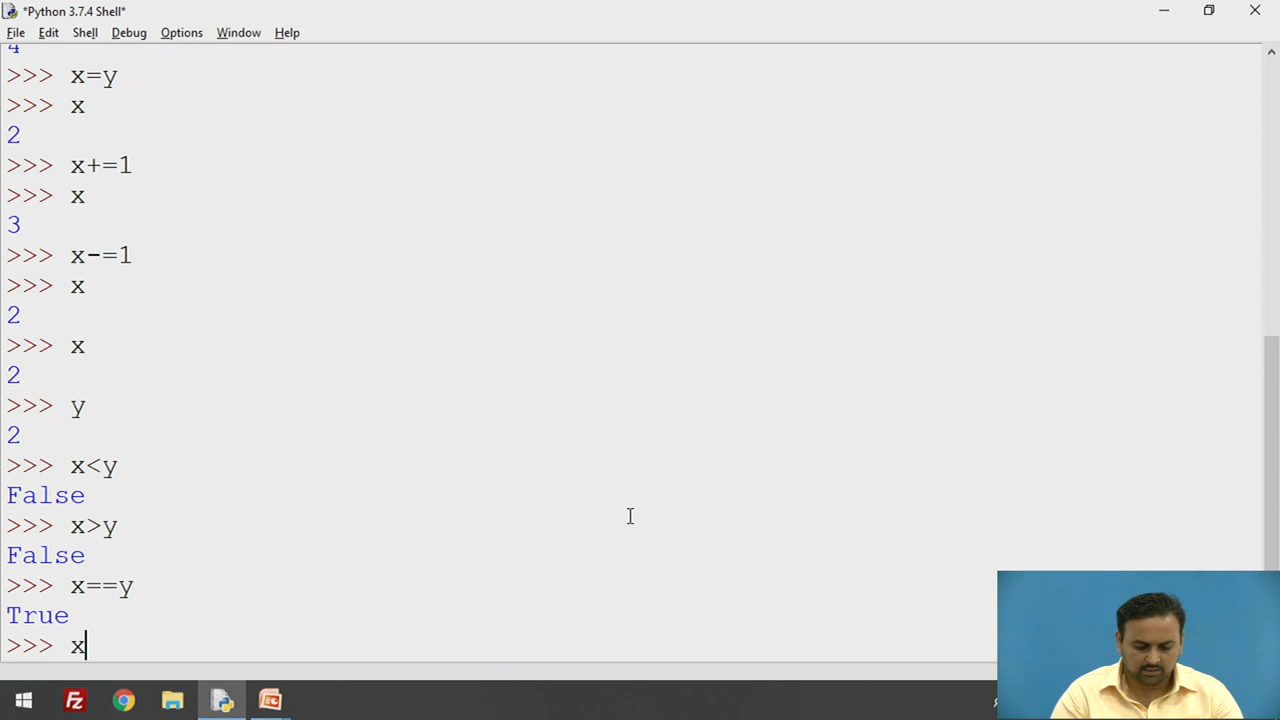 *Python 3.7.4 Shell*
File Edit Shell Debug Options Window Help
4
>>> x=y
>>> x
2
>>> x+=1
>>> x
3
>>> x-=1
>>> x
2
>>> x
2
>>> y
2
>>> x<y
False
>>> x>y
False
>>> x==y
True
>>> x
Fz